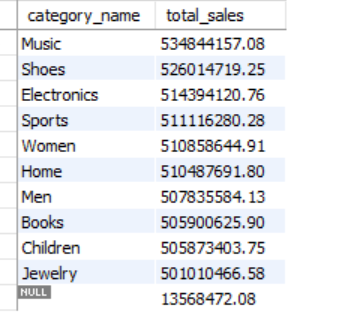 category_name total_sales
Music 534844157.08
Shoes 526014719.25
Electronics 514394120.76
Sports 511116280.28
Women 510858644.91
Home 510487691.80
Men 507835584.13
Books 505900625.90
Children 505873403.75
Jewelry 501010466.58
NULL 13568472.08